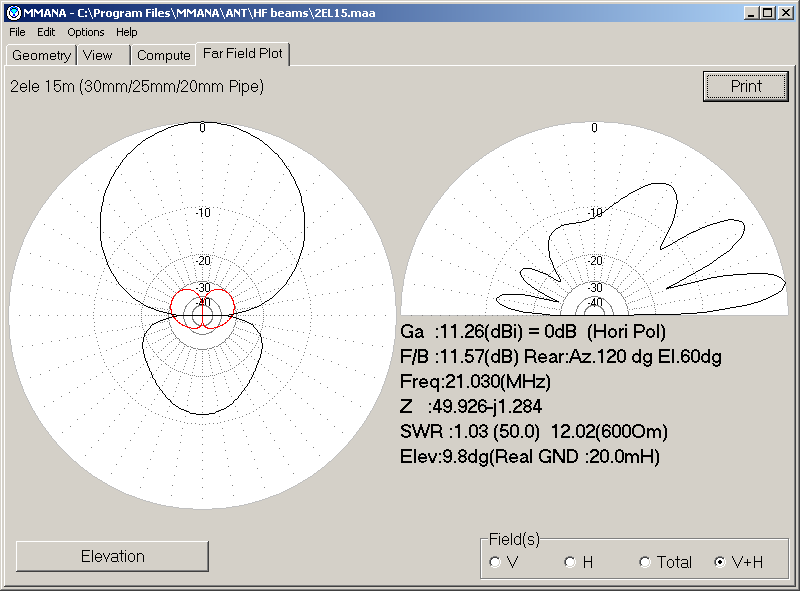 MMANA - C:\Program Files\MMANA\ANT\HF beams\2EL15.maa
File Edit Options Help
Geometry View Compute Far Field Plot
2ele 15m (30mm/25mm/20mm Pipe)
Print
0
-10
-20
-30
-40
0
-10
-20
-30
-40
Ga :11.26(dBi) = 0dB (Hori Pol)
F/B :11.57(dB) Rear:Az.120 dg El.60dg
Freq:21.030(MHz)
Z :49.926-j1.284
SWR :1.03 (50.0) 12.02(600Om)
Elev:9.8dg(Real GND :20.0mH)
Elevation
Field(s)
V H Total V+H